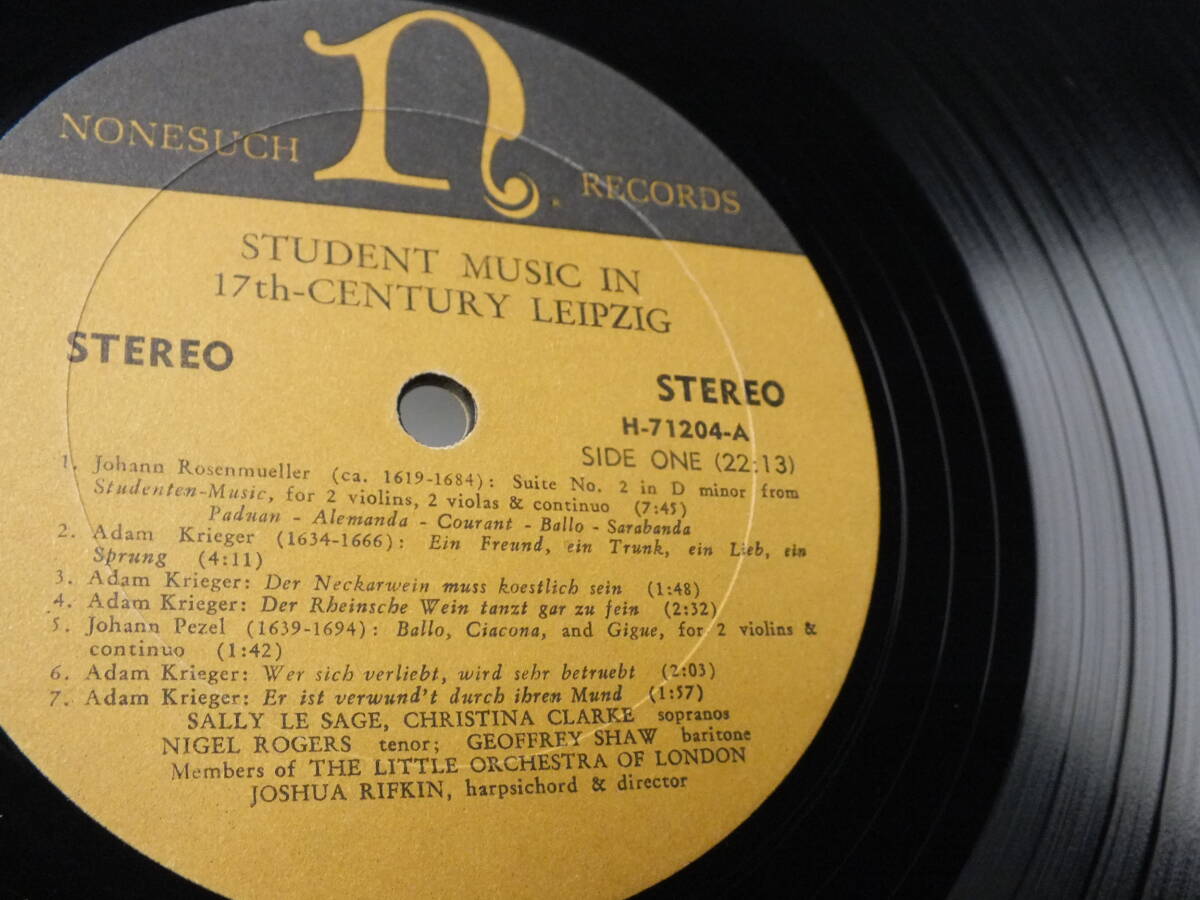 n.
NONESUCH RECORDS
STUDENT MUSIC IN
17th-CENTURY LEIPZIG
STEREO
STEREO
H-71204-A
SIDE ONE (22:13)
1. Johann Rosenmueller (ca. 1619-1684): Suite No. 2 in D minor from
Studenten-Music, for 2 violins, 2 violas & continuo (7:45)
Paduan - Alemanda - Courant - Ballo - Sarabanda
2. Adam Krieger (1634-1666): Ein Freund, ein Trunk, ein Lieb, ein
Sprung (4:11)
3. Adam Krieger: Der Neckarwein muss koestlich sein (1:48)
4. Adam Krieger: Der Rheinsche Wein tanzt gar zu fein (2:32)
5. Johann Pezel (1639-1694): Ballo, Ciacona, and Gigue, for 2 violins &
continuo (1:42)
6. Adam Krieger: Wer sich verliebt, wird sehr betruebt (2:03)
7. Adam Krieger: Er ist verwund't durch ihren Mund (1:57)
SALLY LE SAGE, CHRISTINA CLARKE sopranos
NIGEL ROGERS tenor; GEOFFREY SHAW baritone
Members of THE LITTLE ORCHESTRA OF LONDON
JOSHUA RIFKIN, harpsichord & director